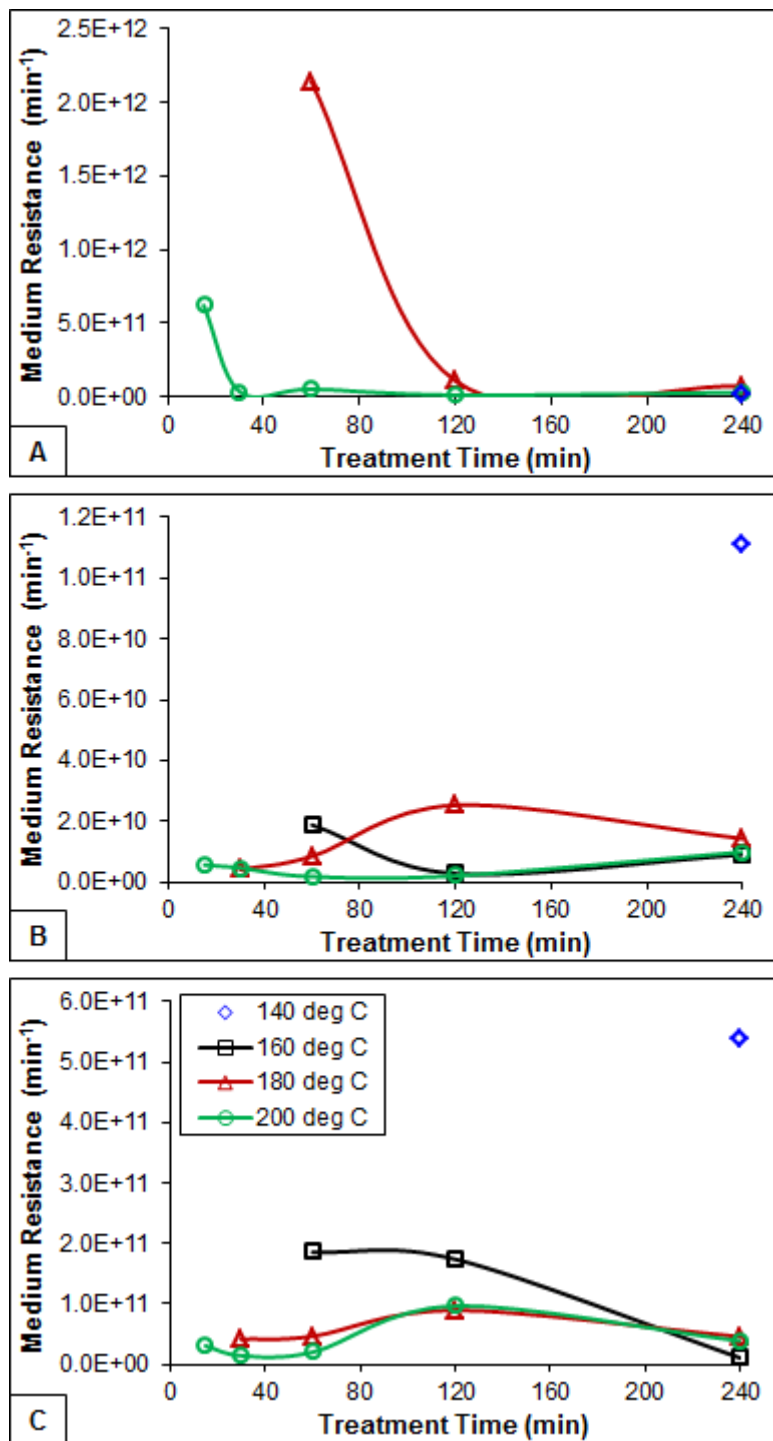 2.5E+12
2.0E+12
1.5E+12
1.0E+12
5.0E+11
0.0E+00
Medium Resistance (min-1)
0 40 80 120 160 200 240
Treatment Time (min)
A
1.2E+11
1.0E+11
8.0E+10
6.0E+10
4.0E+10
2.0E+10
0.0E+00
Medium Resistance (min-1)
0 40 80 120 160 200 240
Treatment Time (min)
B
6.0E+11
5.0E+11
4.0E+11
3.0E+11
2.0E+11
1.0E+11
0.0E+00
Medium Resistance (min-1)
140 deg C
160 deg C
180 deg C
200 deg C
0 40 80 120 160 200 240
Treatment Time (min)
C